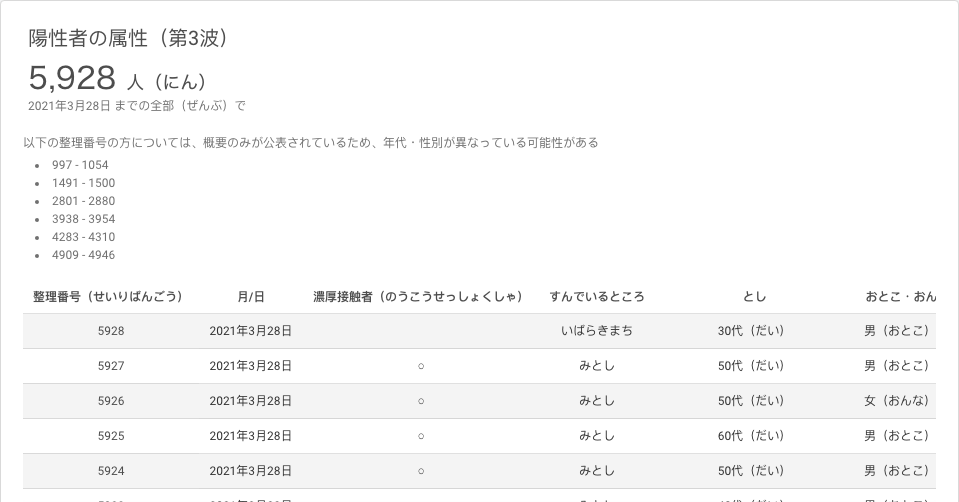 陽性者の属性（第3波）
5,928 人（にん）
2021年3月28日 までの全部（ぜんぶ）で
以下の整理番号の方については、概要のみが公表されているため、年代・性別が異なっている可能性がある
• 997 - 1054
• 1491 - 1500
• 2801 - 2880
• 3938 - 3954
• 4283 - 4310
• 4909 - 4946
整理番号（せいりばんごう） 月/日 濃厚接触者（のうこうせっしょくしゃ） すんでいるところ とし おとこ・おん
5928 2021年3月28日 いばらきまち 30代（だい） 男（おとこ）
5927 2021年3月28日 ○ みとし 50代（だい） 男（おとこ）
5926 2021年3月28日 ○ みとし 50代（だい） 女（おんな）
5925 2021年3月28日 ○ みとし 60代（だい） 男（おとこ）
5924 2021年3月28日 ○ みとし 50代（だい） 男（おとこ）